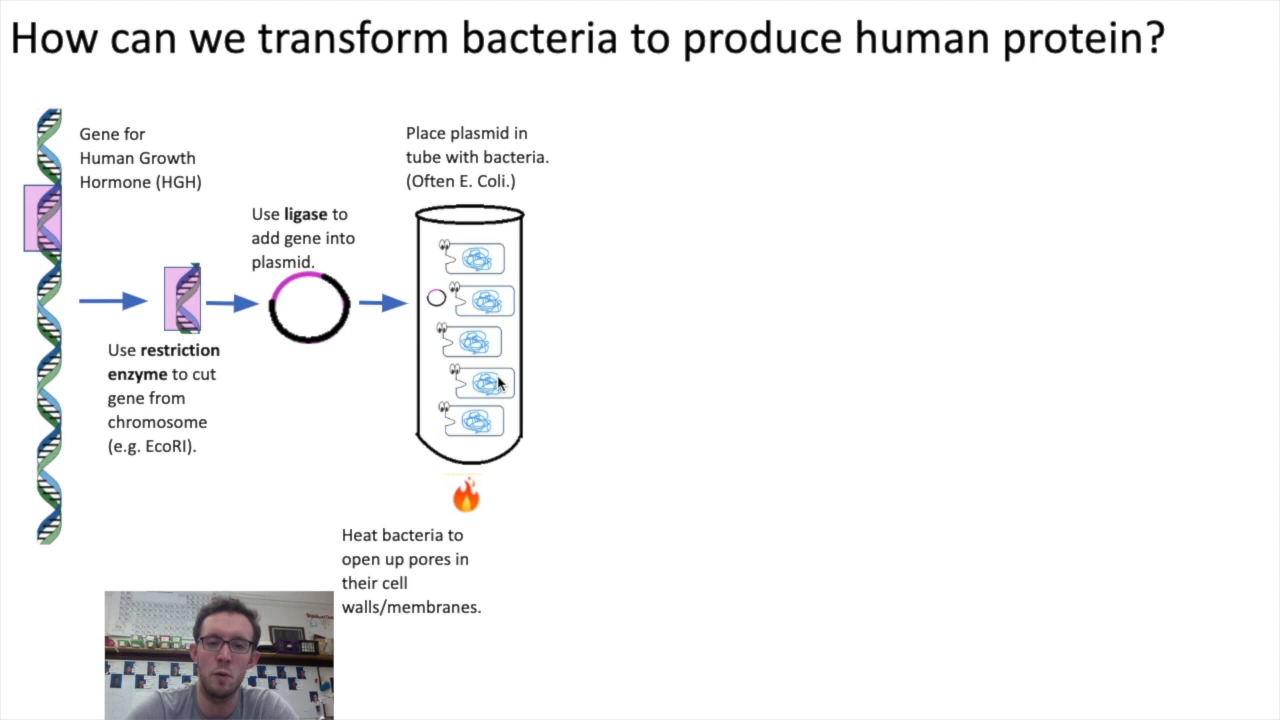 How can we transform bacteria to produce human protein?
Gene for
Human Growth
Hormone (HGH)
Use restriction
enzyme to cut
gene from
chromosome
(e.g. EcoRI).
Use ligase to
add gene into
plasmid.
Place plasmid in
tube with bacteria.
(Often E. Coli.)
Heat bacteria to
open up pores in
their cell
walls/membranes.